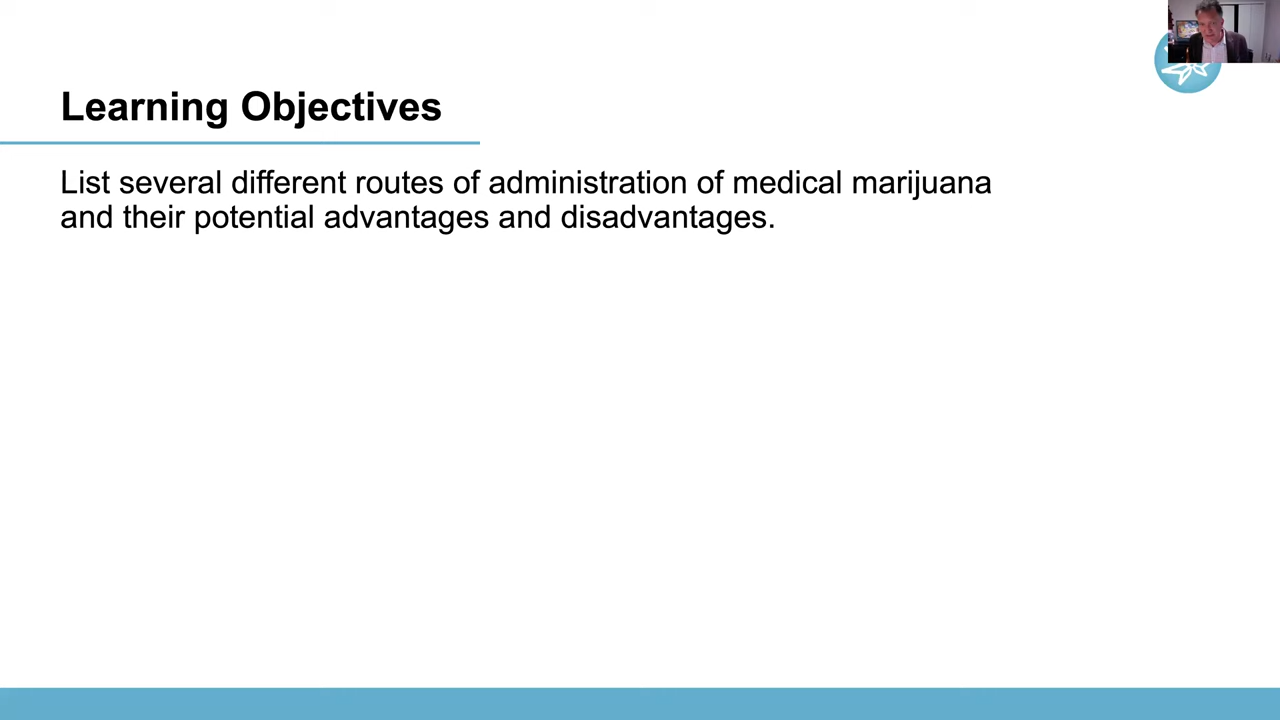 Learning Objectives
List several different routes of administration of medical marijuana
and their potential advantages and disadvantages.